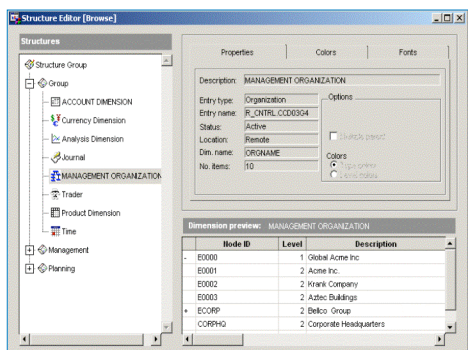 Structure Editor [Browse]
Structures
Structure Group
Group
ACCOUNT DIMENSION
Currency Dimension
Analysis Dimension
Journal
MANAGEMENT ORGANIZATION
Trader
Product Dimension
Time
Management
Planning
Properties Colors Fonts
Description: MANAGEMENT ORGANIZATION
Entry type: Organization
Entry name: R_CNTRL.CCD03G4
Status: Active
Location: Remote
Dim. name: ORGNAME
No. items: 10
Options
Colors
Dimension preview: MANAGEMENT ORGANIZATION
Node ID Level Description
- E0000 1 Global Acme Inc
E0001 2 Acme Inc.
E0002 2 Krank Company
E0003 2 Aztec Buildings
+ ECORP 2 Bellco Group
CORPHQ 2 Corporate Headquarters